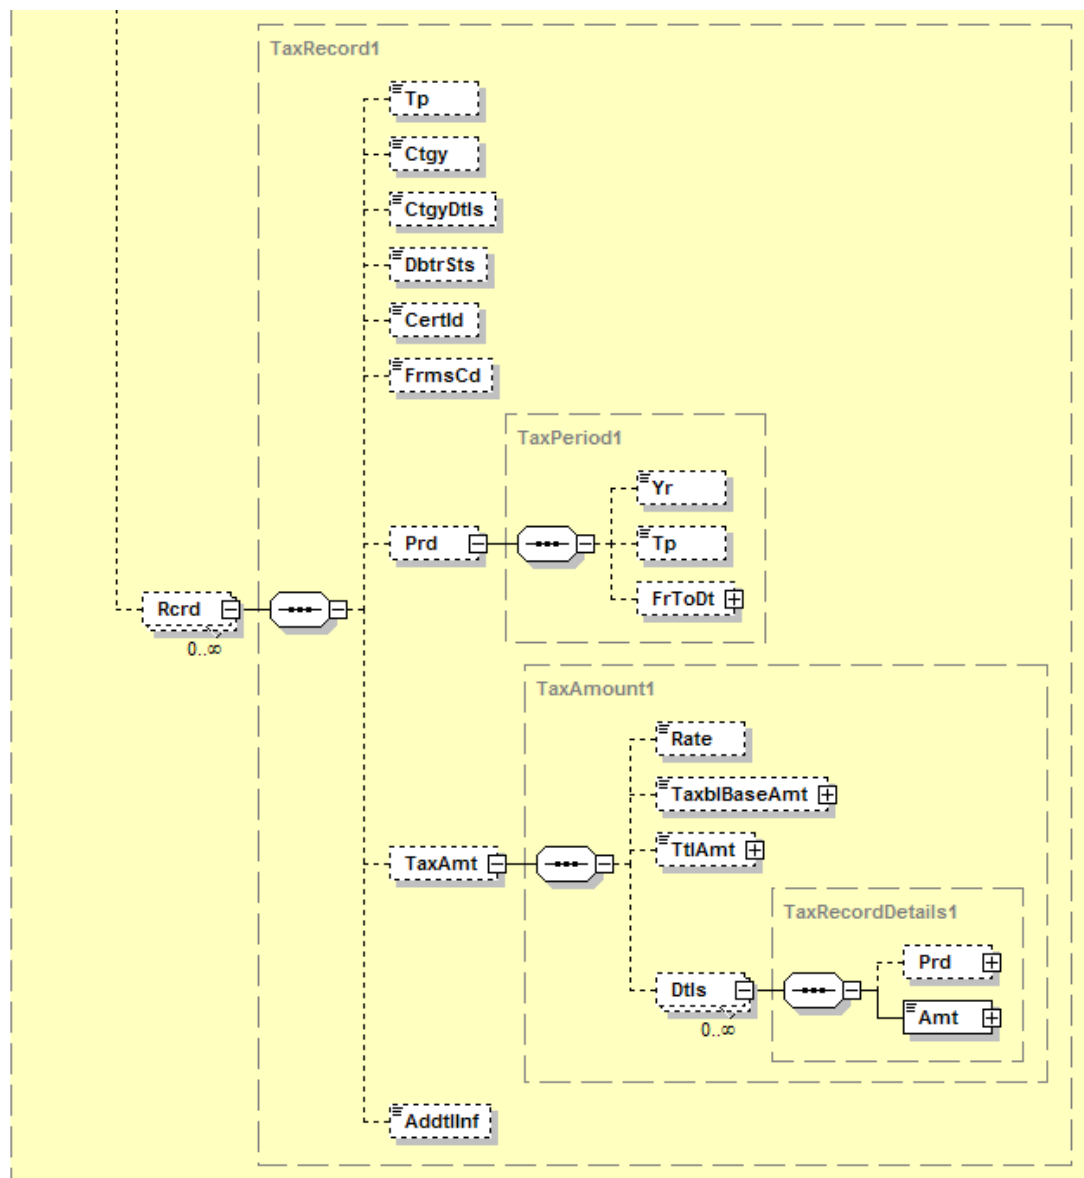 TaxRecord1
Tp
Ctgy
CtgyDtls
DbtrSts
CertId
FrmsCd
TaxPeriod1
Yr
Prd
Tp
FrToDt
Rcrd
0..∞
TaxAmount1
Rate
TaxblBaseAmt
TtlAmt
TaxAmt
TaxRecordDetails1
Prd
Dtls
Amt
0..∞
AddtlInf